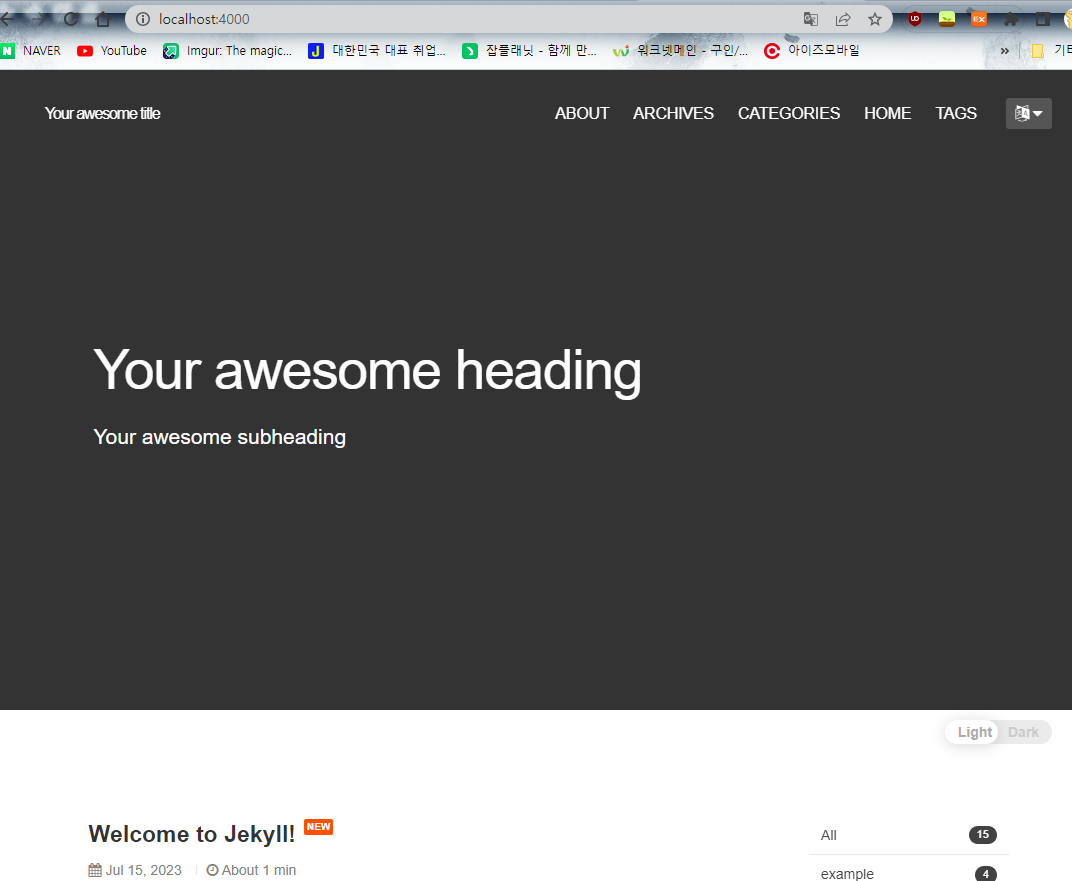 localhost:4000
NAVER YouTube Imgur: The magic... 대한민국 대표 취업... 잡플래닛 - 함께 만... 워크넷메인 - 구인/... 아이즈모바일 »
Your awesome title ABOUT ARCHIVES CATEGORIES HOME TAGS
Your awesome heading
Your awesome subheading
Light Dark
Welcome to Jekyll! NEW
All 15
Jul 15, 2023 About 1 min
example 4